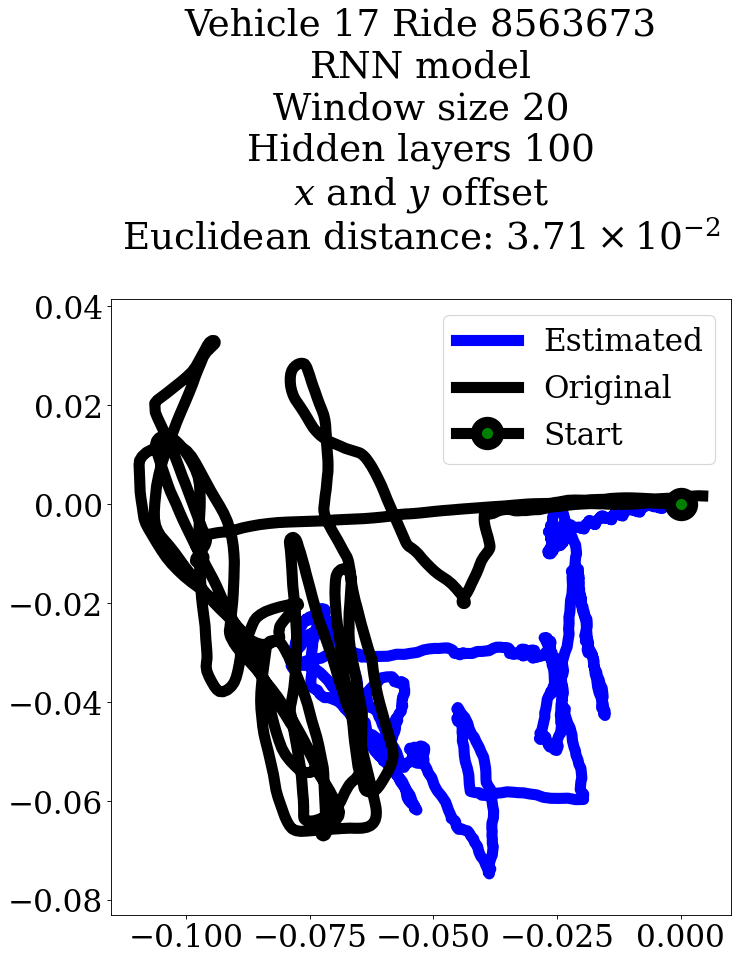 Vehicle 17 Ride 8563673
RNN model
Window size 20
Hidden layers 100
x and y offset
Euclidean distance: 3.71 × 10⁻²
Estimated
Original
Start
0.04
0.02
0.00
−0.02
−0.04
−0.06
−0.08
−0.100 −0.075 −0.050 −0.025 0.000